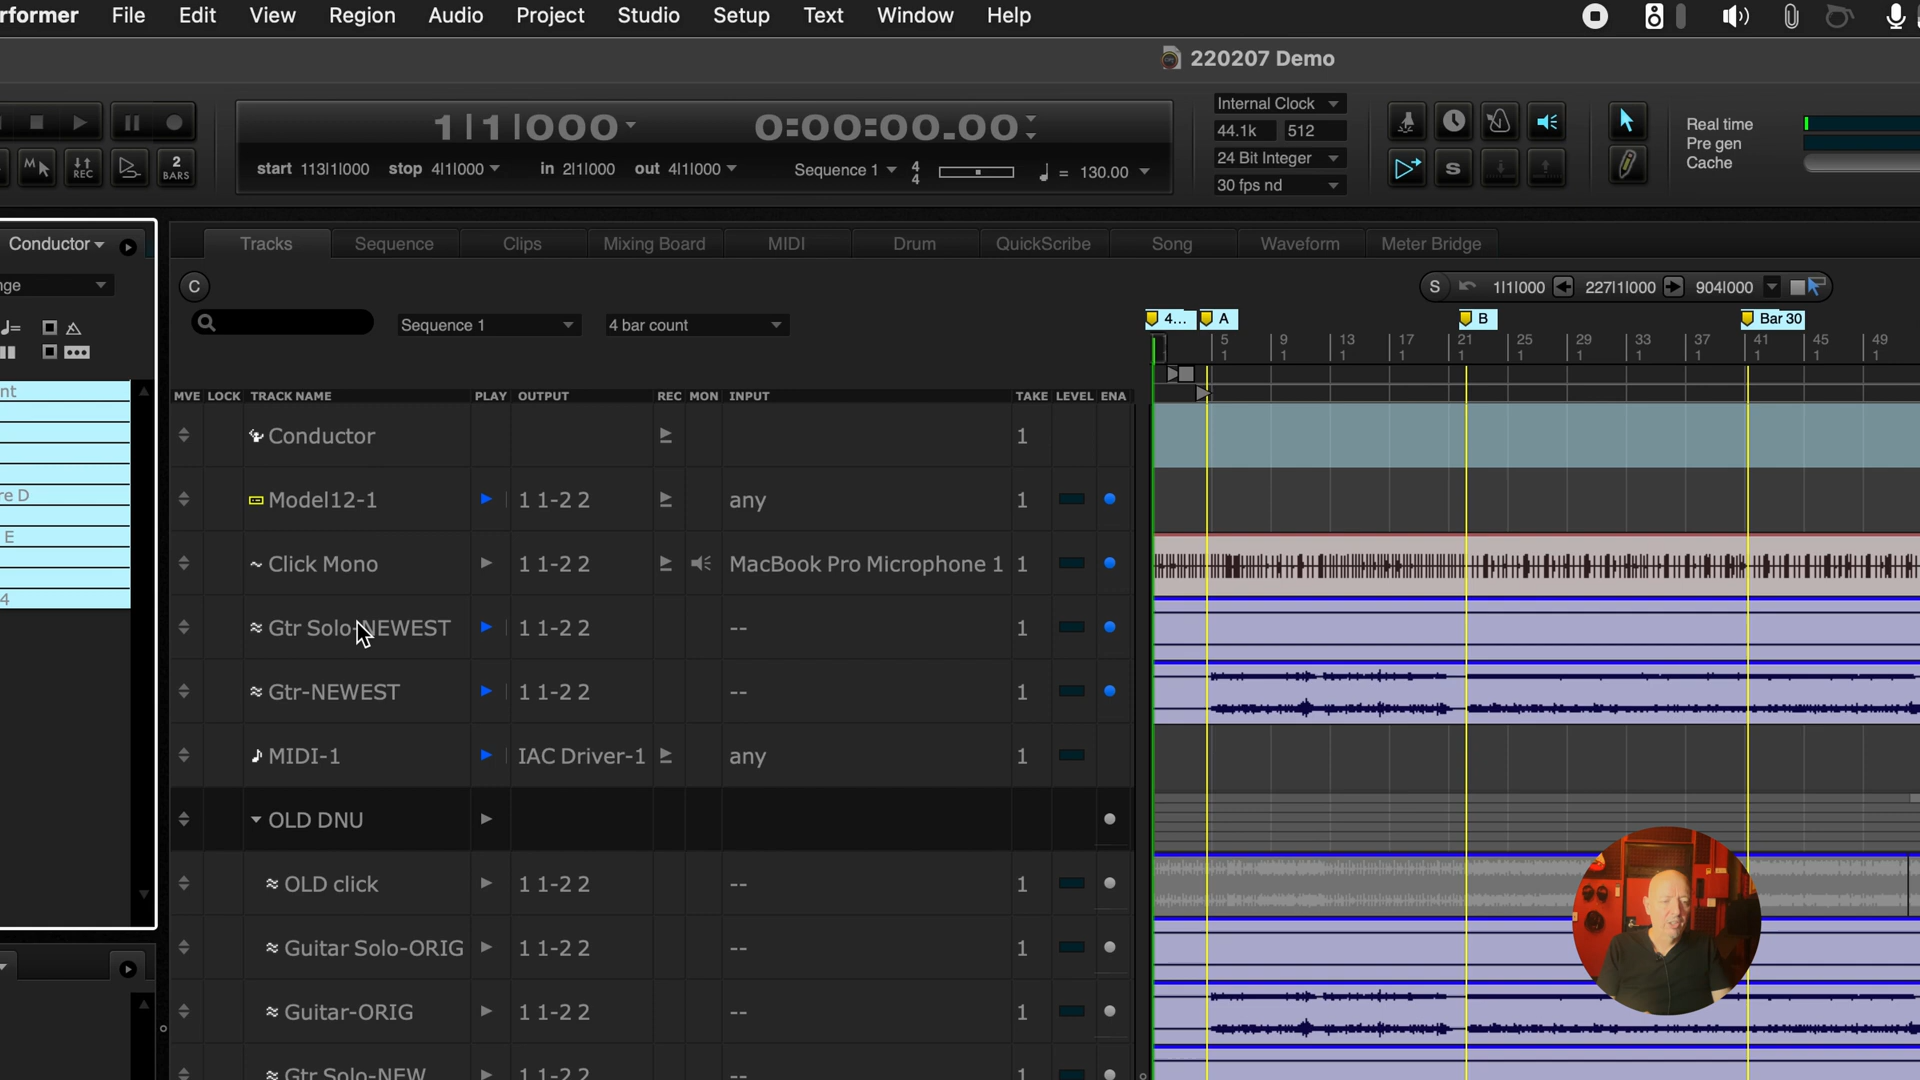 rformer File Edit View Region Audio Project Studio Setup Text Window Help
220207 Demo
1|1|000 0:00:00.00
start 113|1|000 stop 4|1|000 in 2|1|000 out 4|1|000 Sequence 1 4 4 = 130.00
M REC 2 BARS
Internal Clock
44.1k 512
24 Bit Integer
30 fps nd
S
Real time
Pre gen
Cache
Conductor
nge
nt
re D
E
4
Tracks Sequence Clips Mixing Board MIDI Drum QuickScribe Song Waveform Meter Bridge
C
S 1|1|000 227|1|000 904|000
Sequence 1 4 bar count
4... A B Bar 30
5 9 13 17 21 25 29 33 37 41 45 49
1 1 1 1 1 1 1 1 1 1 1 1
MVE LOCK TRACK NAME PLAY OUTPUT REC MON INPUT TAKE LEVEL ENA
Conductor 1
Model12-1 1 1-2 2 any 1
Click Mono 1 1-2 2 MacBook Pro Microphone 1 1
Gtr Solo-NEWEST 1 1-2 2 -- 1
Gtr-NEWEST 1 1-2 2 -- 1
MIDI-1 IAC Driver-1 any 1
OLD DNU
OLD click 1 1-2 2 -- 1
Guitar Solo-ORIG 1 1-2 2 -- 1
Guitar-ORIG 1 1-2 2 -- 1
Gtr Solo-NEW 1 1-2 2 -- 1